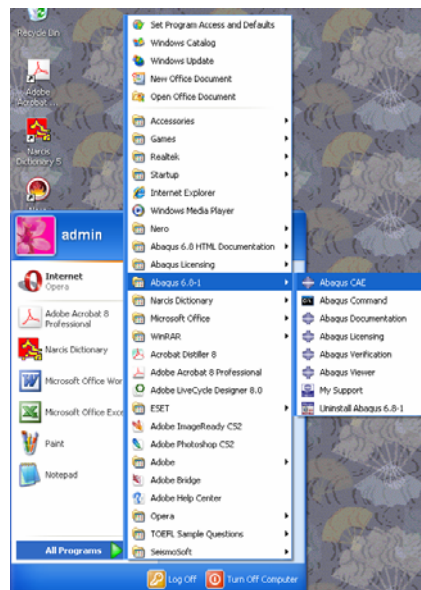 Recycle Bin
Adobe
Acrobat ...
Narcis
Dictionary 5
admin
Internet
Opera
Adobe Acrobat 8
Professional
Narcis Dictionary
Microsoft Office Wor
Microsoft Office Exce
Paint
Notepad
All Programs
Set Program Access and Defaults
Windows Catalog
Windows Update
New Office Document
Open Office Document
Accessories
Games
Realtek
Startup
Internet Explorer
Windows Media Player
Nero
Abaqus 6.8 HTML Documentation
Abaqus Licensing
Abaqus 6.8-1
Narcis Dictionary
Microsoft Office
WinRAR
Acrobat Distiller 8
Adobe Acrobat 8 Professional
Adobe LiveCycle Designer 8.0
ESET
Adobe ImageReady CS2
Adobe Photoshop CS2
Adobe
Adobe Bridge
Adobe Help Center
Opera
TOEFL Sample Questions
SeismoSoft
Abaqus CAE
Abaqus Command
Abaqus Documentation
Abaqus Licensing
Abaqus Verification
Abaqus Viewer
My Support
Uninstall Abaqus 6.8-1
Log Off
Turn Off Computer